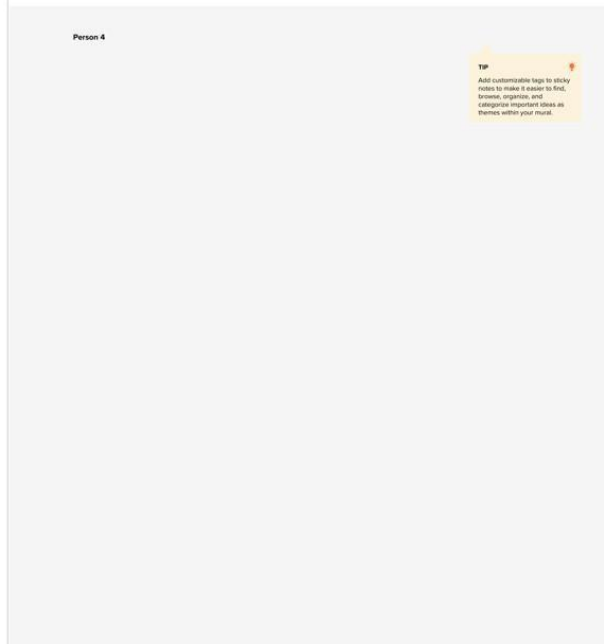 Person 4
TIP
Add customizable tags to sticky
notes to make it easier to find,
browse, organize, and
categorize important ideas as
themes within your mural.